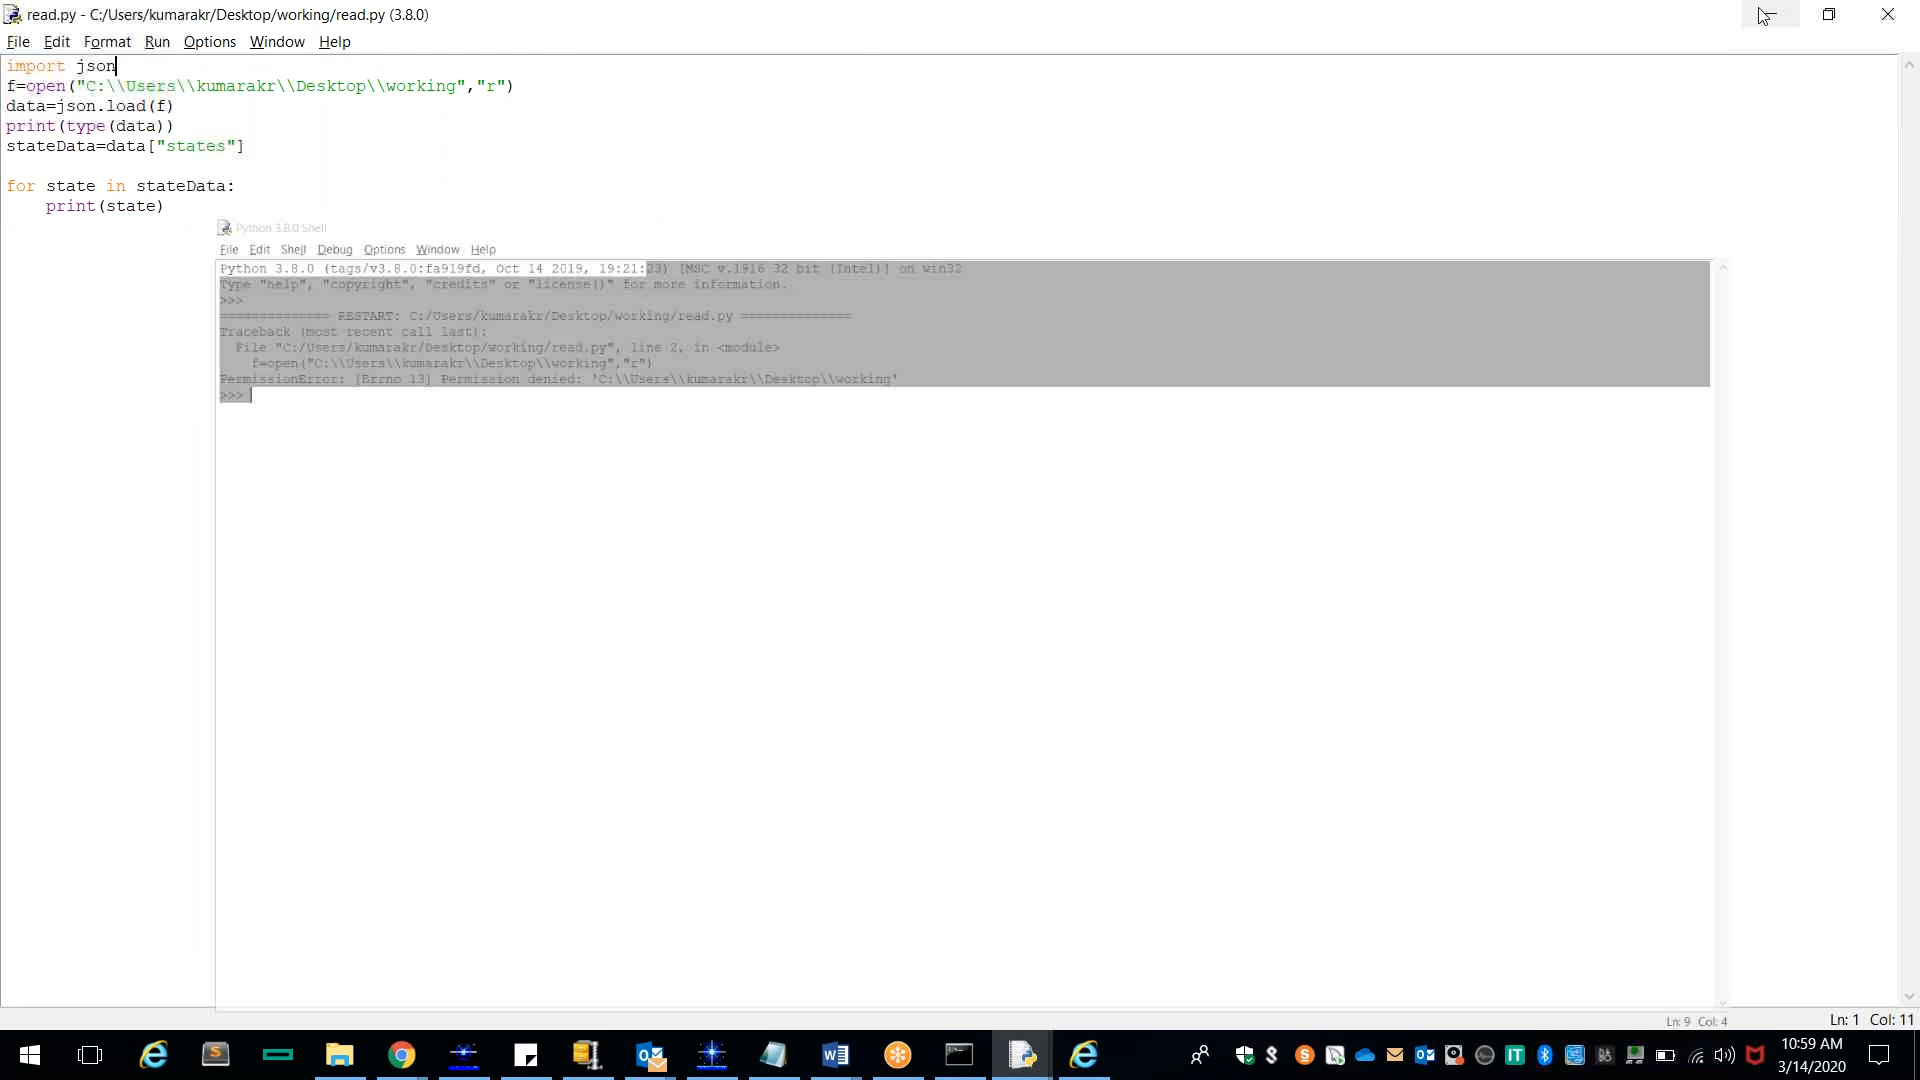 read.py - C:/Users/kumarakr/Desktop/working/read.py (3.8.0)
File Edit Format Run Options Window Help
import json
f=open("C:\\Users\\kumarakr\\Desktop\\working","r")
data=json.load(f)
print(type(data))
stateData=data["states"]
for state in stateData:
    print(state)
Python 3.8.0 Shell
File Edit Shell Debug Options Window Help
Python 3.8.0 (tags/v3.8.0:fa919fd, Oct 14 2019, 19:21:23) [MSC v.1916 32 bit (Intel)] on win32
Type "help", "copyright", "credits" or "license()" for more information.
>>>
============== RESTART: C:/Users/kumarakr/Desktop/working/read.py ==============
Traceback (most recent call last):
  File "C:/Users/kumarakr/Desktop/working/read.py", line 2, in <module>
    f=open("C:\\Users\\kumarakr\\Desktop\\working","r")
PermissionError: [Errno 13] Permission denied: 'C:\\Users\\kumarakr\\Desktop\\working'
>>>
Ln: 9 Col: 4
Ln: 1 Col: 11
10:59 AM
3/14/2020